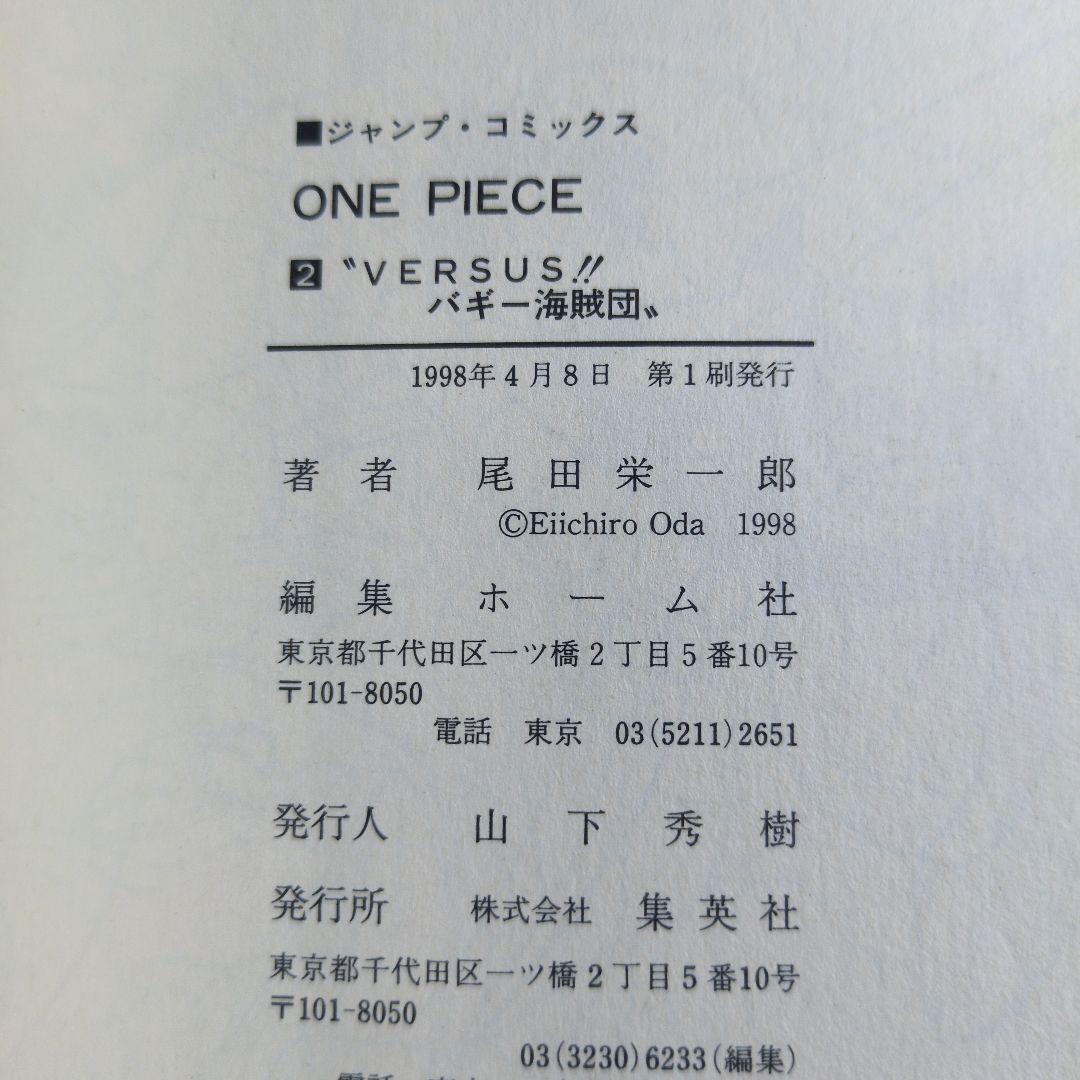 ■ジャンプ・コミックス
ONE PIECE
2 〝VERSUS!!
バギー海賊団〟
1998年4月8日 第1刷発行
著者 尾田栄一郎
©Eiichiro Oda 1998
編集 ホーム社
東京都千代田区一ツ橋2丁目5番10号
〒101-8050
電話 東京 03(5211)2651
発行人 山下秀樹
発行所 株式会社 集英社
東京都千代田区一ツ橋2丁目5番10号
〒101-8050
03(3230)6233(編集)
電話 東京